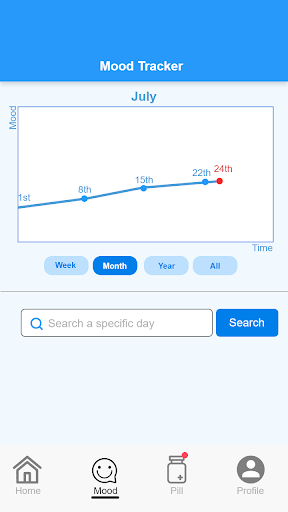 Mood Tracker
July
Mood
1st
8th
15th
22th
24th
Time
Week
Month
Year
All
Search a specific day
Search
Home
Mood
Pill
Profile